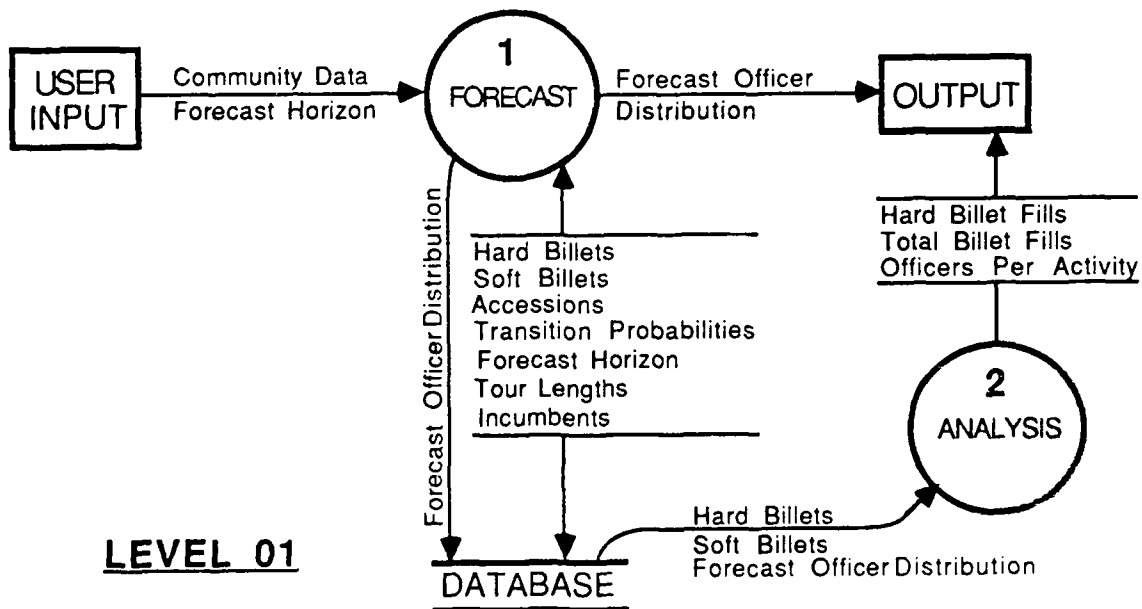 USER
INPUT
Community Data
Forecast Horizon
1
FORECAST
Forecast Officer
Distribution
OUTPUT
Forecast Officer Distribution
Hard Billets
Soft Billets
Accessions
Transition Probabilities
Forecast Horizon
Tour Lengths
Incumbents
Hard Billet Fills
Total Billet Fills
Officers Per Activity
2
ANALYSIS
Hard Billets
Soft Billets
Forecast Officer Distribution
LEVEL 01
DATABASE